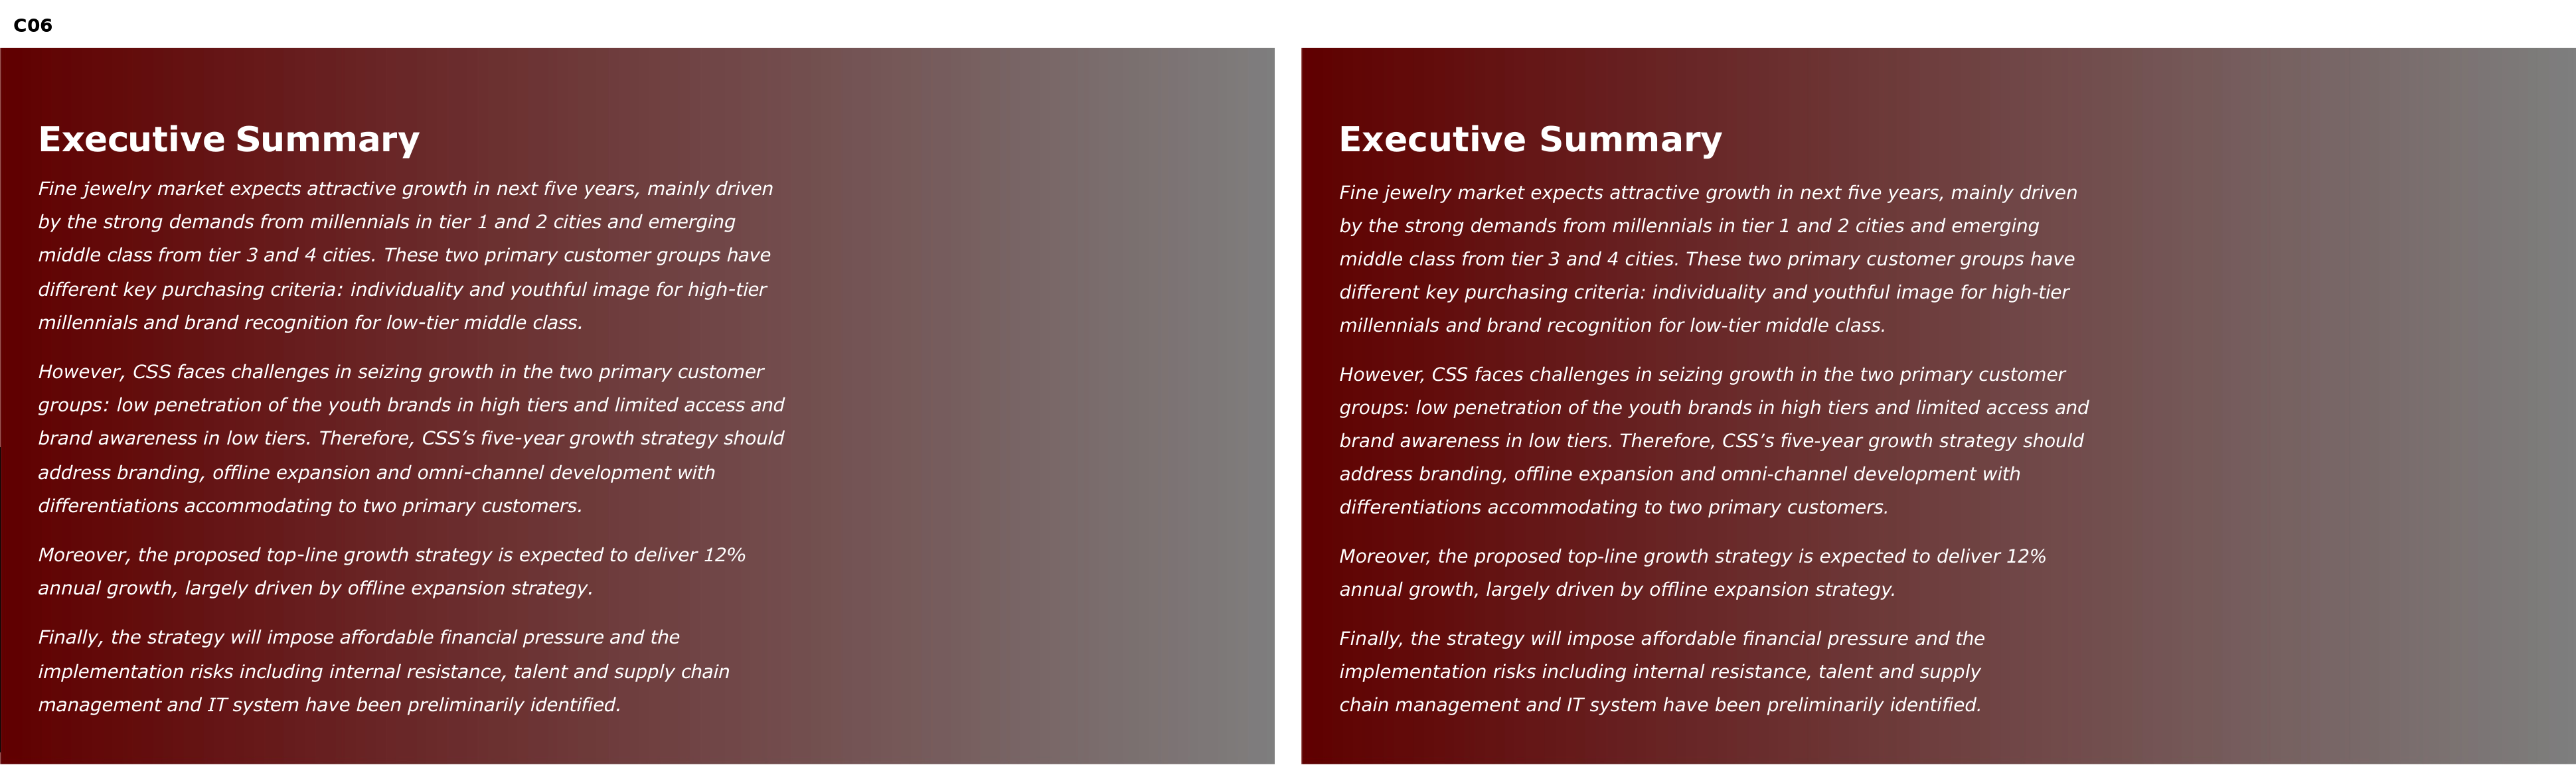 C06
Executive Summary
Fine jewelry market expects attractive growth in next five years, mainly driven
by the strong demands from millennials in tier 1 and 2 cities and emerging
middle class from tier 3 and 4 cities. These two primary customer groups have
different key purchasing criteria: individuality and youthful image for high-tier
millennials and brand recognition for low-tier middle class.
However, CSS faces challenges in seizing growth in the two primary customer
groups: low penetration of the youth brands in high tiers and limited access and
brand awareness in low tiers. Therefore, CSS’s five-year growth strategy should
address branding, offline expansion and omni-channel development with
differentiations accommodating to two primary customers.
Moreover, the proposed top-line growth strategy is expected to deliver 12%
annual growth, largely driven by offline expansion strategy.
Finally, the strategy will impose affordable financial pressure and the
implementation risks including internal resistance, talent and supply chain
management and IT system have been preliminarily identified.
Executive Summary
Fine jewelry market expects attractive growth in next five years, mainly driven
by the strong demands from millennials in tier 1 and 2 cities and emerging
middle class from tier 3 and 4 cities. These two primary customer groups have
different key purchasing criteria: individuality and youthful image for high-tier
millennials and brand recognition for low-tier middle class.
However, CSS faces challenges in seizing growth in the two primary customer
groups: low penetration of the youth brands in high tiers and limited access and
brand awareness in low tiers. Therefore, CSS’s five-year growth strategy should
address branding, offline expansion and omni-channel development with
differentiations accommodating to two primary customers.
Moreover, the proposed top-line growth strategy is expected to deliver 12%
annual growth, largely driven by offline expansion strategy.
Finally, the strategy will impose affordable financial pressure and the
implementation risks including internal resistance, talent and supply
chain management and IT system have been preliminarily identified.